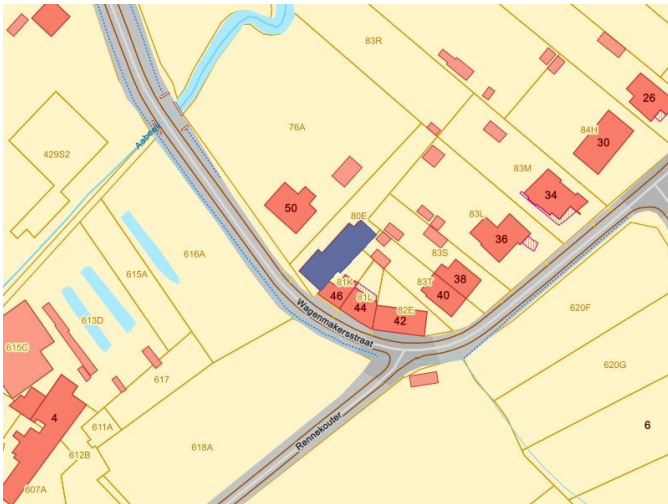 83R
26
76A
84H
30
Aabeek
429S2
83M
34
50
80E
83L
36
616A
83S
615A
81K
83T
38
46
81L
40
44
82E
42
Wagenmakersstraat
613D
620F
615C
617
620G
4
611A
6
Rennekouter
618A
612B
607A